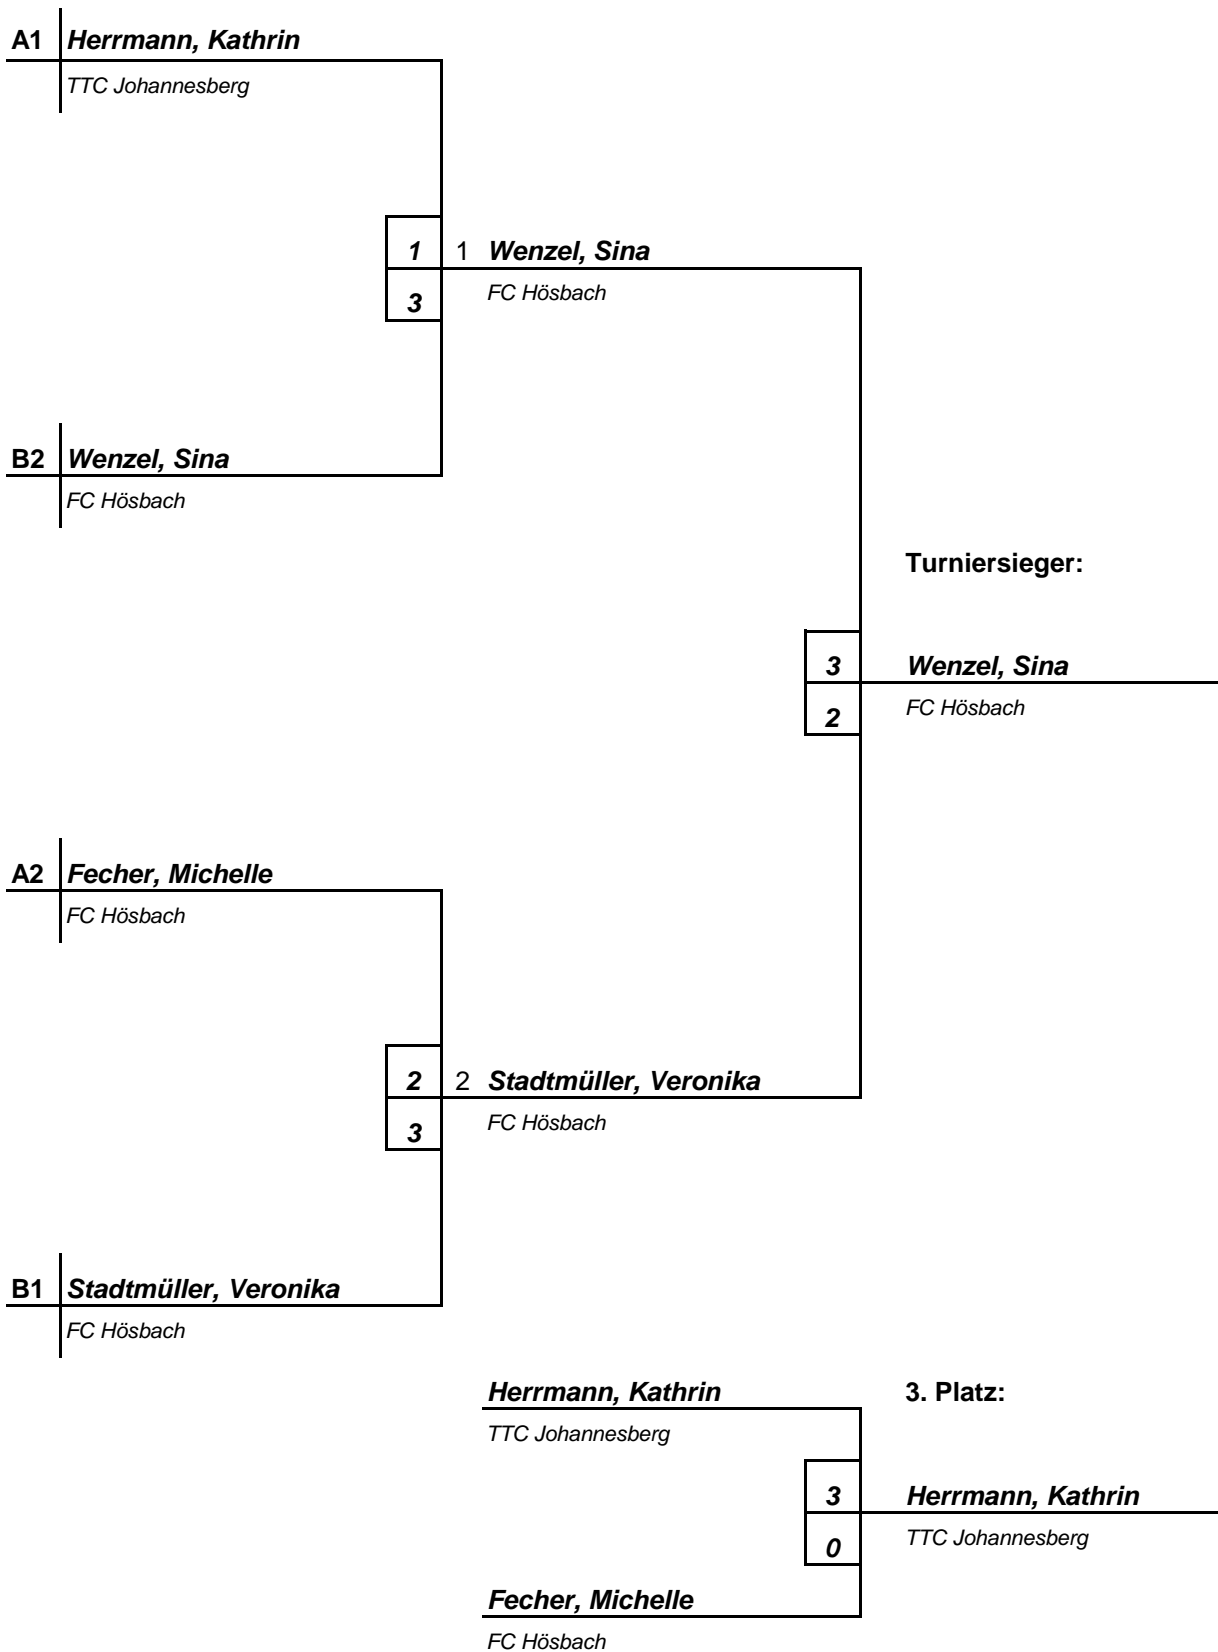 A1 Herrmann, Kathrin
TTC Johannesberg
1 1 Wenzel, Sina
3 FC Hösbach
B2 Wenzel, Sina
FC Hösbach
Turniersieger:
3 Wenzel, Sina
2 FC Hösbach
A2 Fecher, Michelle
FC Hösbach
2 2 Stadtmüller, Veronika
3 FC Hösbach
B1 Stadtmüller, Veronika
FC Hösbach
Herrmann, Kathrin 3. Platz:
TTC Johannesberg
3 Herrmann, Kathrin
0 TTC Johannesberg
Fecher, Michelle
FC Hösbach